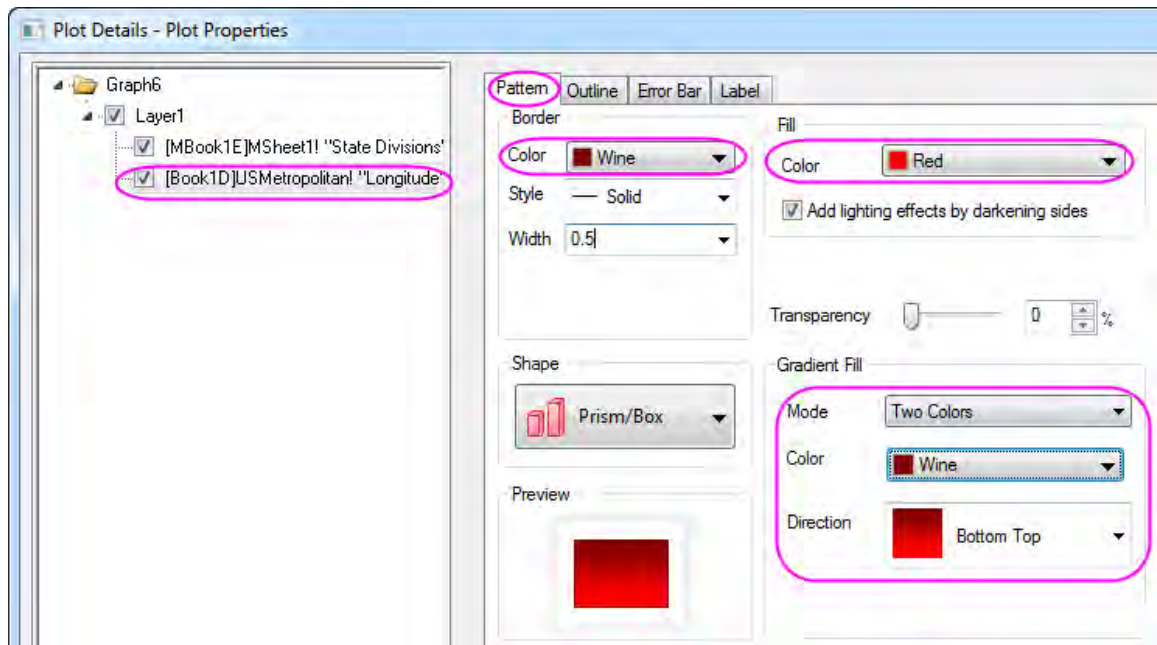 Plot Details - Plot Properties
Graph6
Layer1
[MBook1E]MSheet1! "State Divisions"
[Book1D]USMetropolitan! "Longitude"
Pattern Outline Error Bar Label
Border
Color Wine
Style Solid
Width 0.5
Shape
Prism/Box
Preview
Fill
Color Red
Add lighting effects by darkening sides
Transparency 0 %
Gradient Fill
Mode Two Colors
Color Wine
Direction Bottom Top